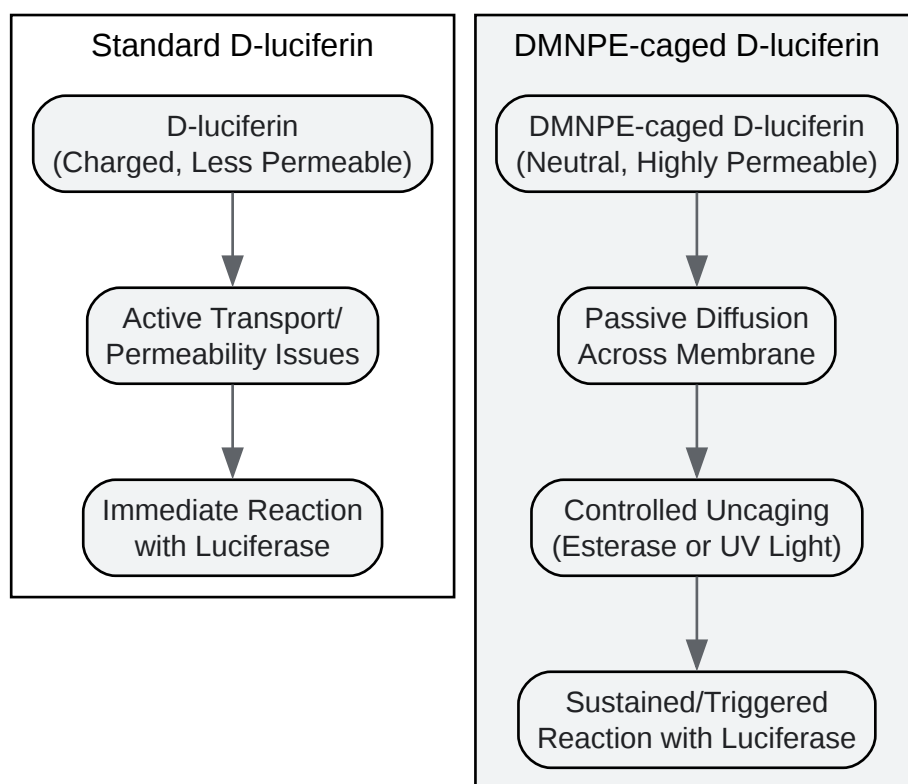 Standard D-luciferin
D-luciferin
(Charged, Less Permeable)
Active Transport/
Permeability Issues
Immediate Reaction
with Luciferase
DMNPE-caged D-luciferin
DMNPE-caged D-luciferin
(Neutral, Highly Permeable)
Passive Diffusion
Across Membrane
Controlled Uncaging
(Esterase or UV Light)
Sustained/Triggered
Reaction with Luciferase